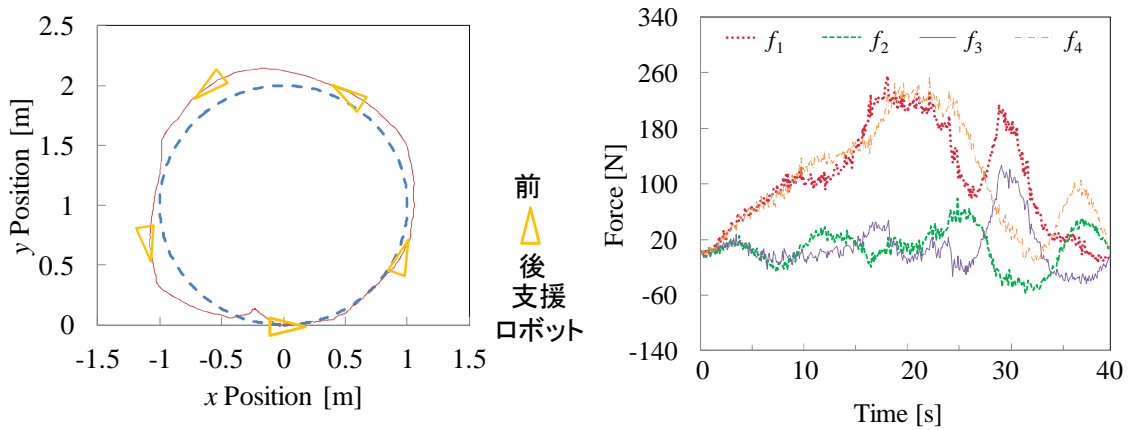 2.5
2
1.5
1
0.5
0
-1.5
-1
-0.5
0
0.5
1
1.5
y Position [m]
x Position [m]
前
後
支援
ロボット
340
260
180
100
20
-60
-140
0
10
20
30
40
Force [N]
Time [s]
f1
f2
f3
f4